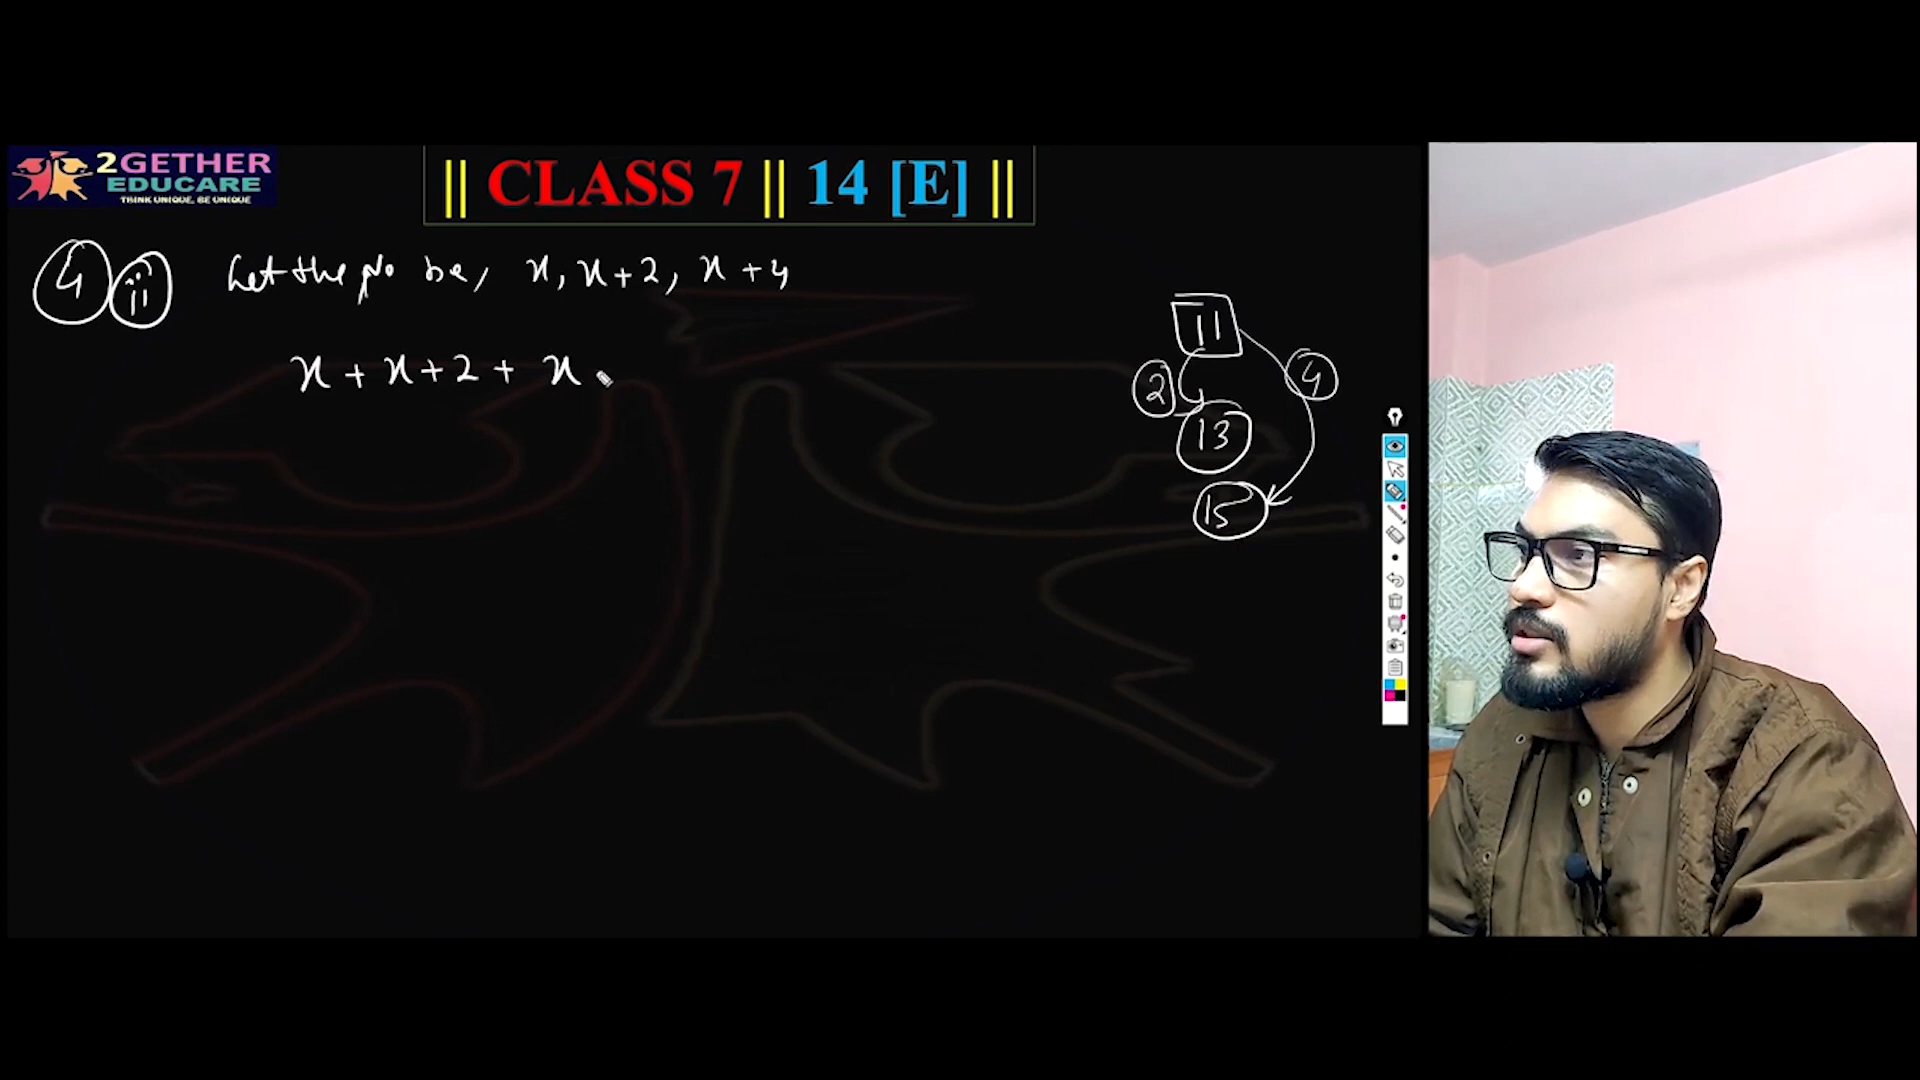 2GETHER
EDUCARE
THINK UNIQUE, BE UNIQUE
|| CLASS 7 || 14 [E] ||
4 ii Let the no be, x, x+2, x+4
x + x+2 + x
11
2
4
13
15